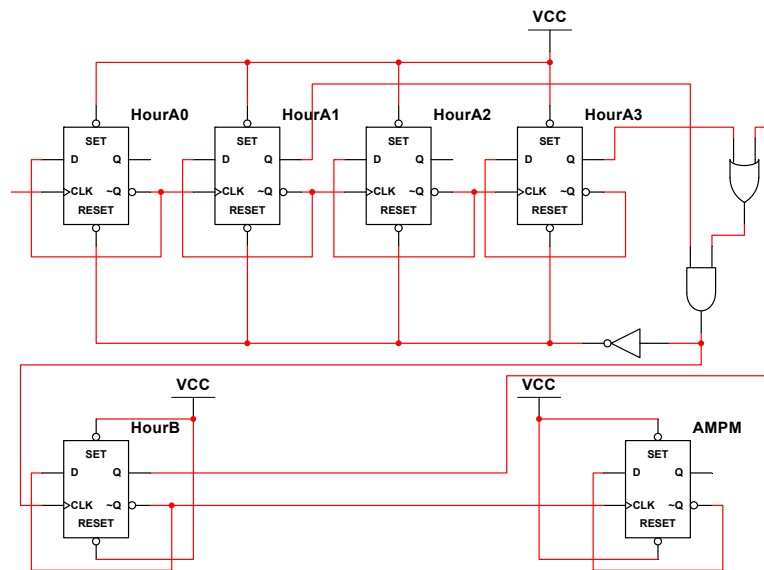 VCC
HourA0 HourA1 HourA2 HourA3
SET SET SET SET
D Q D Q D Q D Q
CLK ~Q CLK ~Q CLK ~Q CLK ~Q
RESET RESET RESET RESET
VCC VCC
HourB AMPM
SET SET
D Q D Q
CLK ~Q CLK ~Q
RESET RESET